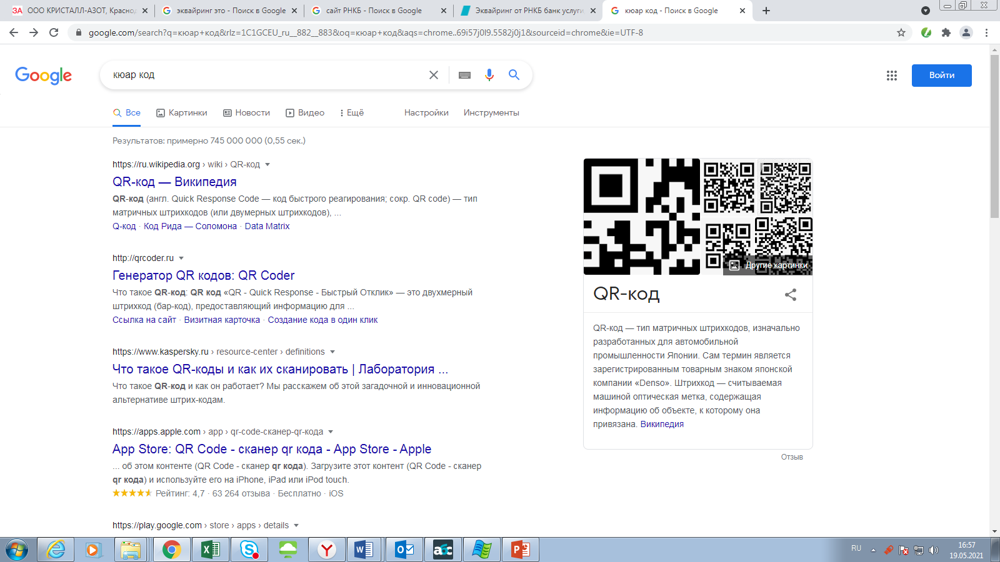 ООО КРИСТАЛЛ-АЗОТ, Краснод
эквайринг это - Поиск в Google
сайт РНКБ - Поиск в Google
Эквайринг от РНКБ банк услуги
кюар код - Поиск в Google
google.com/search?q=кюар+код&rlz=1C1GCEU_ru__882__883&oq=кюар+код&aqs=chrome..69i57j0l9.5582j0j1&sourceid=chrome&ie=UTF-8
Google
кюар код
Войти
Все
Картинки
Новости
Видео
Ещё
Настройки
Инструменты
Результатов: примерно 745 000 000 (0,55 сек.)
https://ru.wikipedia.org › wiki › QR-код
QR-код — Википедия
QR-код (англ. Quick Response Code — код быстрого реагирования; сокр. QR code) — тип
матричных штрихкодов (или двумерных штрихкодов), ...
Q-код · Код Рида — Соломона · Data Matrix
http://qrcoder.ru
Генератор QR кодов: QR Coder
Что такое QR-код: QR код «QR - Quick Response - Быстрый Отклик» — это двухмерный
штрихкод (бар-код), предоставляющий информацию для ...
Ссылка на сайт · Визитная карточка · Создание кода в один клик
https://www.kaspersky.ru › resource-center › definitions
Что такое QR-коды и как их сканировать | Лаборатория ...
Что такое QR-код и как он работает? Мы расскажем об этой загадочной и инновационной
альтернативе штрих-кодам.
https://apps.apple.com › app › qr-code-сканер-qr-кода
App Store: QR Code - сканер qr кода - App Store - Apple
... об этом контенте (QR Code - сканер qr кода). Загрузите этот контент (QR Code - сканер
qr кода) и используйте его на iPhone, iPad или iPod touch.
Рейтинг: 4,7 · 63 264 отзыва · Бесплатно · iOS
https://play.google.com › store › apps › details
Другие картинки
QR-код
QR-код — тип матричных штрихкодов, изначально
разработанных для автомобильной
промышленности Японии. Сам термин является
зарегистрированным товарным знаком японской
компании «Denso». Штрихкод — считываемая
машиной оптическая метка, содержащая
информацию об объекте, к которому она
привязана. Википедия
Отзыв
RU
16:57
19.05.2021